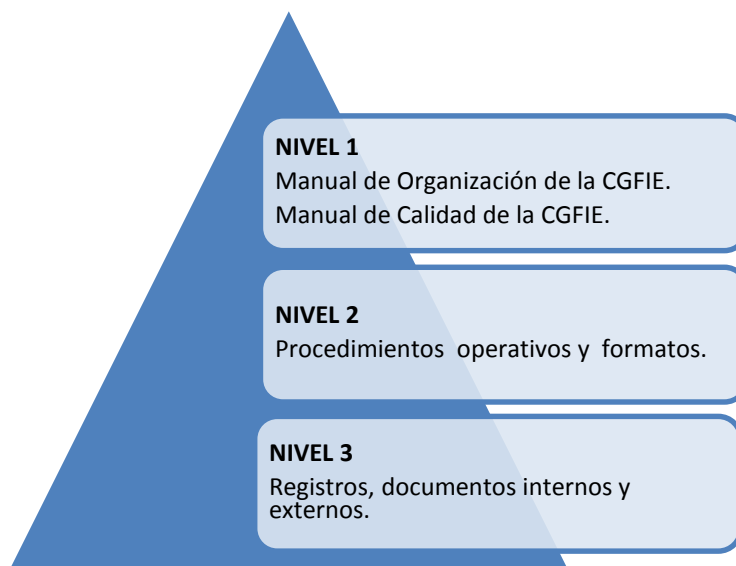 NIVEL 1
Manual de Organización de la CGFIE.
Manual de Calidad de la CGFIE.
NIVEL 2
Procedimientos operativos y formatos.
NIVEL 3
Registros, documentos internos y
externos.